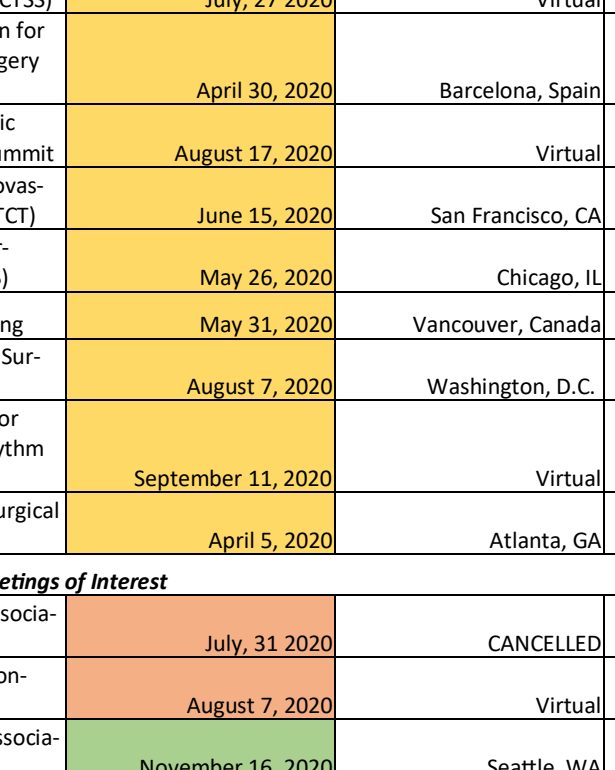 CTSS) July, 27 2020 Virtual
n for
gery
April 30, 2020 Barcelona, Spain
ic
ummit August 17, 2020 Virtual
ovas-
TCT) June 15, 2020 San Francisco, CA
r-
) May 26, 2020 Chicago, IL
ng May 31, 2020 Vancouver, Canada
Sur-
August 7, 2020 Washington, D.C.
or
ythm
September 11, 2020 Virtual
urgical
April 5, 2020 Atlanta, GA
etings of Interest
socia-
July, 31 2020 CANCELLED
on-
August 7, 2020 Virtual
ssocia-
November 16, 2020 Seattle, WA